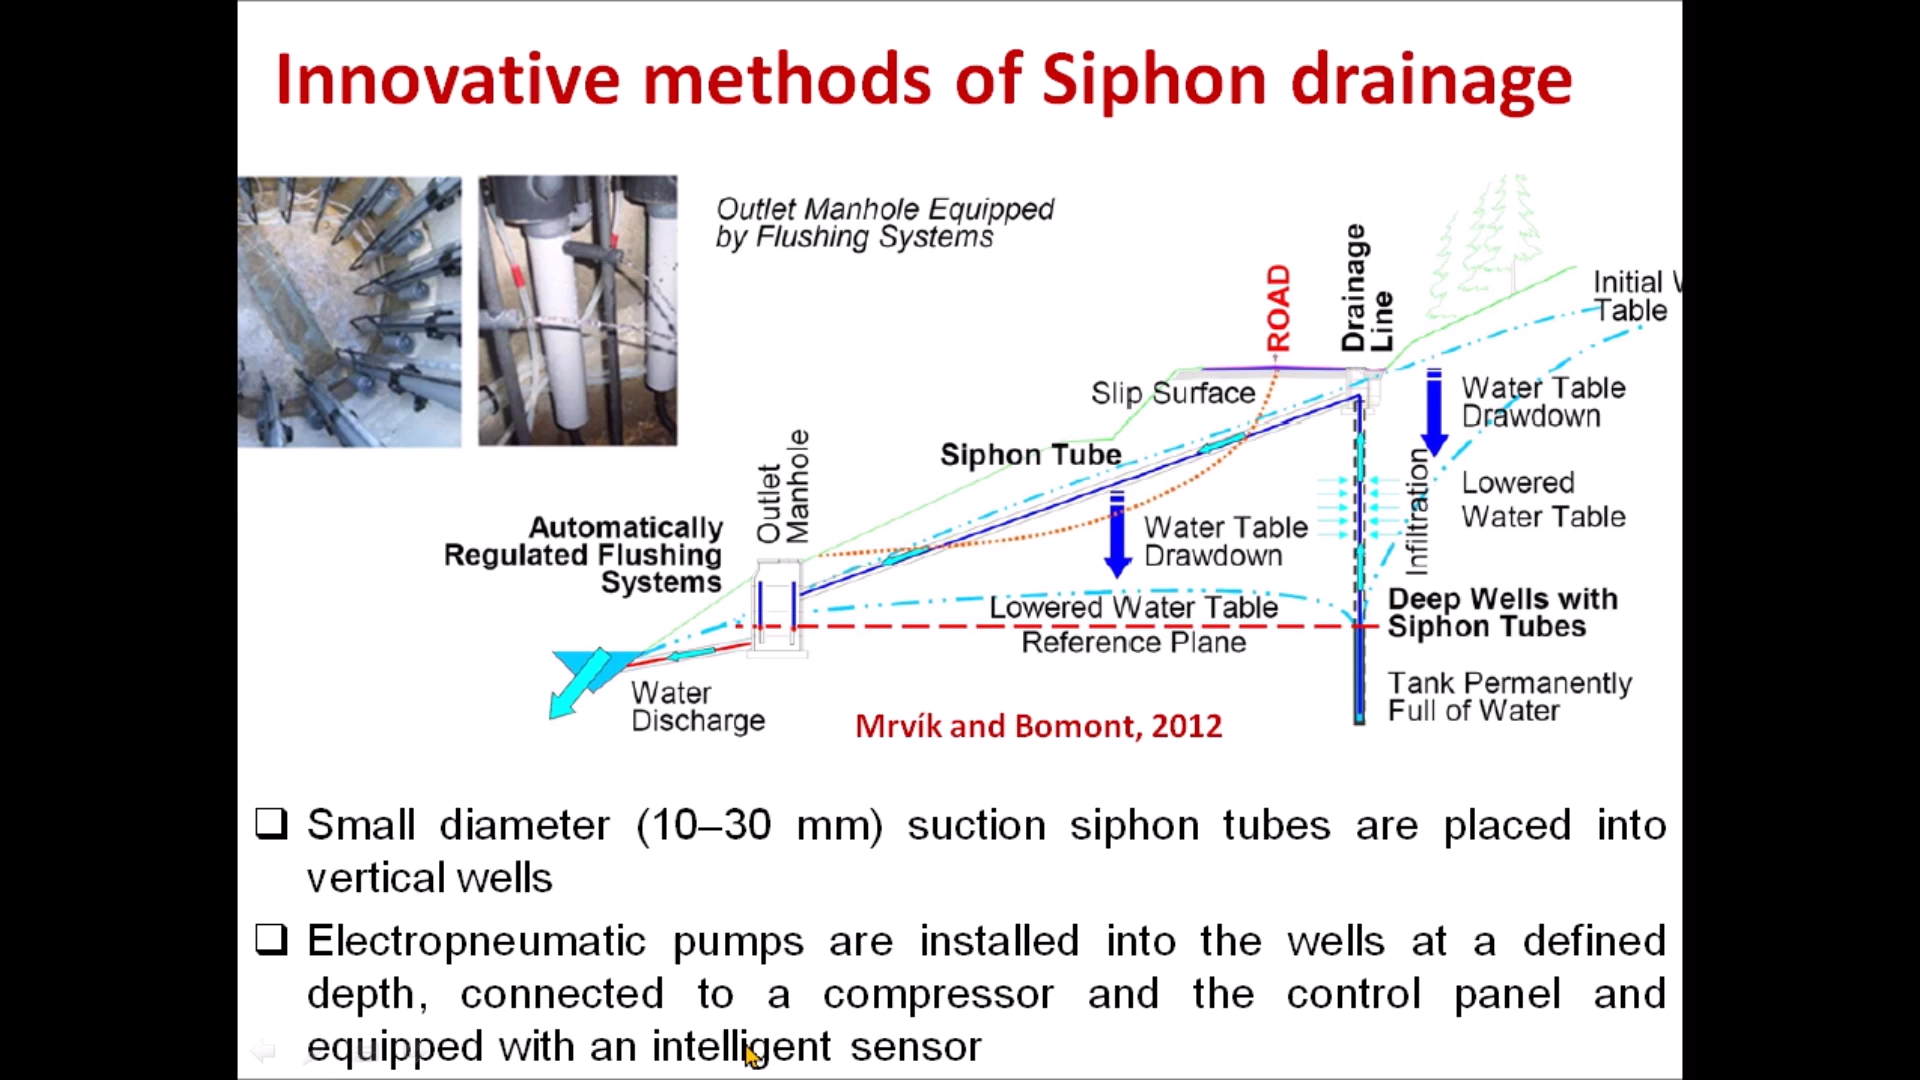 Innovative methods of Siphon drainage
Outlet Manhole Equipped
by Flushing Systems
ROAD
Drainage
Line
Initial
Table
Slip Surface
Water Table
Drawdown
Siphon Tube
Outlet
Manhole
Infiltration
Lowered
Water Table
Automatically
Regulated Flushing
Systems
Water Table
Drawdown
Lowered Water Table
Reference Plane
Deep Wells with
Siphon Tubes
Water
Discharge
Tank Permanently
Full of Water
Mrvík and Bomont, 2012
❑ Small diameter (10–30 mm) suction siphon tubes are placed into
vertical wells
❑ Electropneumatic pumps are installed into the wells at a defined
depth, connected to a compressor and the control panel and
equipped with an intelligent sensor